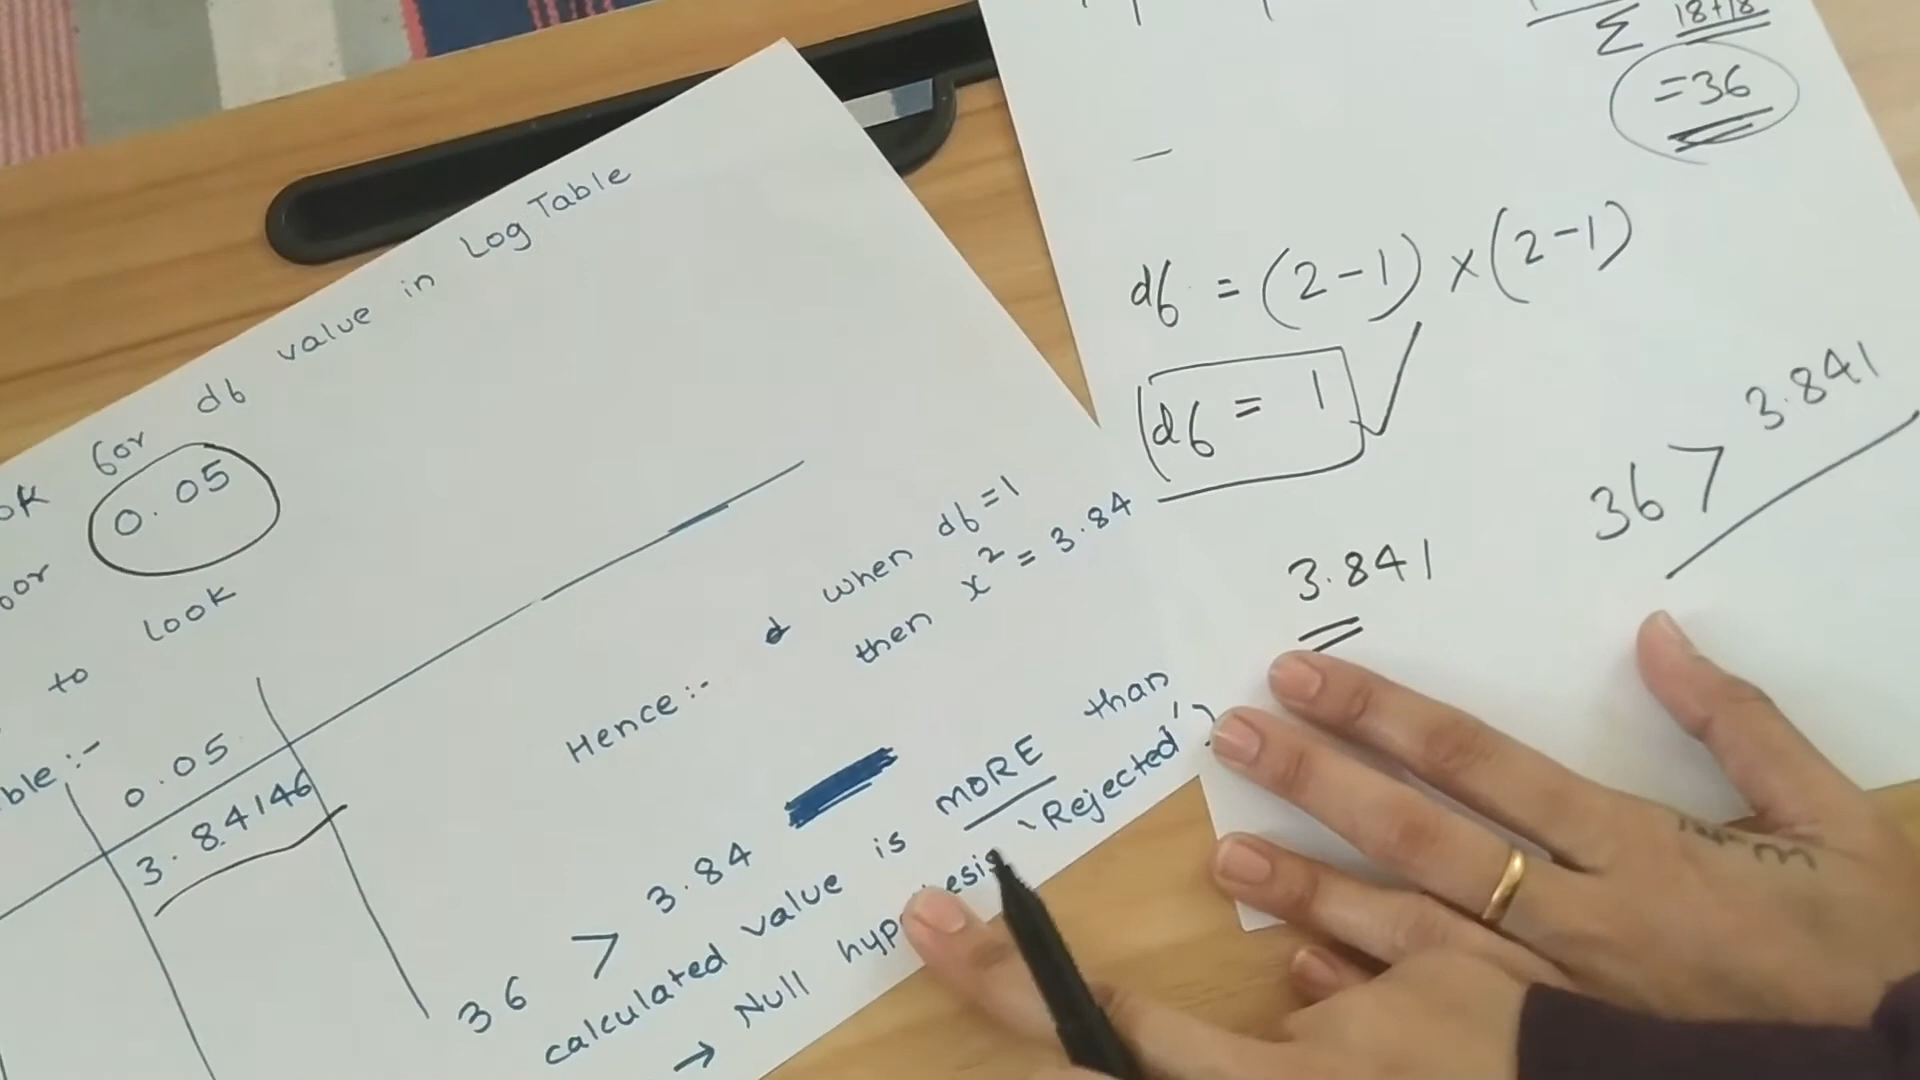 for df value in Log Table
0.05
to look
0.05
3.84146
Hence:- when df=1
then x² = 3.84
36 > 3.84
calculated value is MORE than
→ Null 'Rejected'
Σ 18+18
=36
df = (2-1) × (2-1)
df = 1
3.841
36 > 3.841